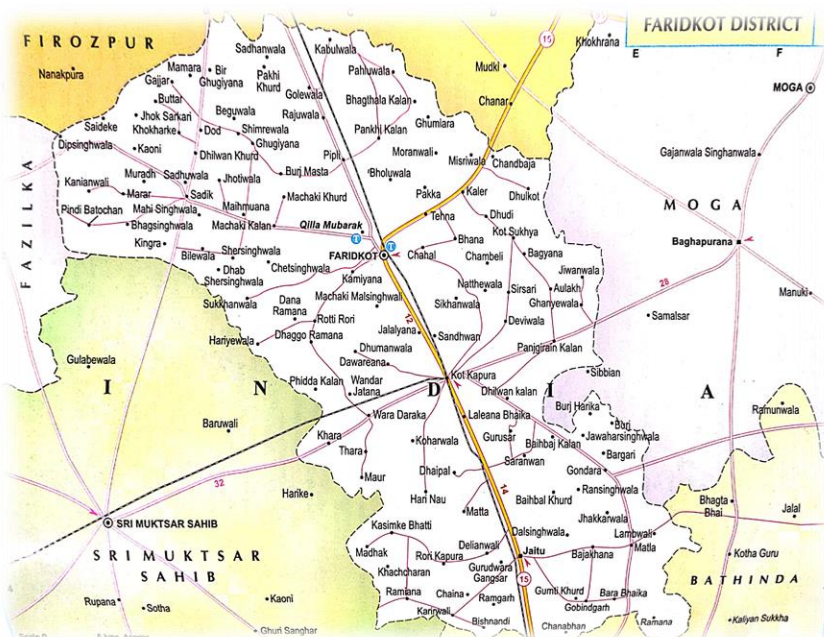 FARIDKOT DISTRICT
E
F
FIROZPUR
Nanakpura
Sadhanwala
Kabulwala
Khokhrana
Mamara
Bir
Ghugiyana
Pakhi
Khurd
Pahluwala
Mudki
15
MOGA
Gajjar
Golewala
Buttar
Bhagthala Kalan
Chanar
Saideke
Jhok Sarkari
Beguwala
Rajuwala
Ghumiara
Khokharke
Dod
Shimrewala
Pankhi Kalan
Dipsinghwala
Kaoni
Ghugiyana
Dhilwan Khurd
Pipli
Moranwali
Misriwala
Chandbaja
Gajanwala Singhanwala
Muradh
Sadhuwala
Jhotiwala
Burj Masta
Bholuwala
Kanianwali
Marar
Sadik
Machaki Khurd
Pakka
Kaler
Dhulkot
MOGA
Pindi Batochan
Mahi Singhwala
Maihmuana
Tehna
Dhudi
Bhagsinghwala
Machaki Kalan
Qilla Mubarak
Kot Sukhya
FAZILKA
Kingra
Shersinghwala
T
T
Bhana
Baghapurana
Bilewala
FARIDKOT
Chahal
Chambeli
Bagyana
Dhab
Shersinghwala
Chetsinghwala
Kamiyana
Jiwanwala
28
Sukkhanwala
Dana
Ramana
Machaki Malsinghwali
Natthewala
Sirsari
Aulakh
Manuki
Sikhanwala
Ghanyewala
Rotti Rori
12
Samalsar
Deviwala
Hariyewala
Dhaggo Ramana
Jalalyana
Sandhwan
Panjgirain Kalan
Gulabewala
Dhumanwala
Dawareana
Sibbian
I
N
D
I
A
Phidda Kalan
Wandar
Jatana
Kot Kapura
Dhilwan kalan
Burj Harika
Ramunwala
Baruwali
Wara Daraka
Laleana Bhaika
Burj
Jawaharsinghwala
Khara
Koharwala
Gurusar
Baihbaj Kalan
Thara
Bargari
Saranwan
Gondara
32
Maur
Dhaipal
Harike
Hari Nau
14
Baihbal Khurd
Ransinghwala
Bhagta
Bhai
Jalal
SRI MUKTSAR SAHIB
Matta
Jhakkarwala
Kasimke Bhatti
Dalsinghwala
Lambwali
SRI MUKTSAR
SAHIB
Madhak
Delianwali
Jaitu
Bajakhana
Matla
Kotha Guru
Rori Kapura
Khachcharan
Gurudwara
Gangsar
15
BATHINDA
Rupana
Sotha
Kaoni
Ramana
Chaina
Ramgarh
Gumti Khurd
Bara Bhaika
Gobindgarh
Karirwali
Bishnandi
Chanabhan
Ramana
Kaliyan Sukkha
Ghuri Sanghar